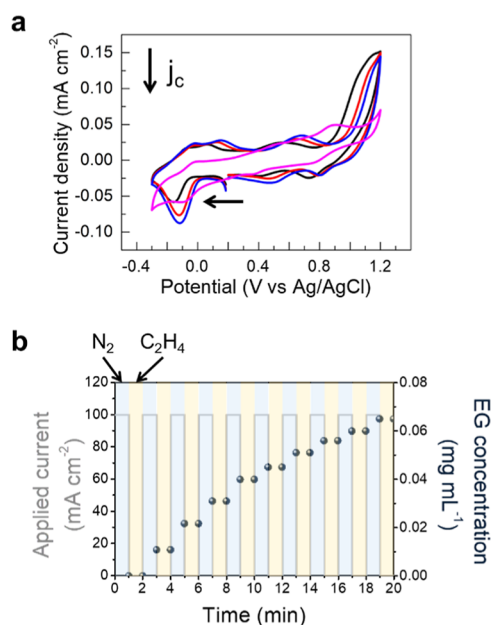 a
0.15
0.10
0.05
0.00
-0.05
-0.10
Current density (mA cm⁻²)
j꜀
-0.4 0.0 0.4 0.8 1.2
Potential (V vs Ag/AgCl)
b
N₂ C₂H₄
120
100
80
60
40
20
0
Applied current
(mA cm⁻²)
0.08
0.06
0.04
0.02
0.00
EG concentration
(mg mL⁻¹)
0 2 4 6 8 10 12 14 16 18 20
Time (min)